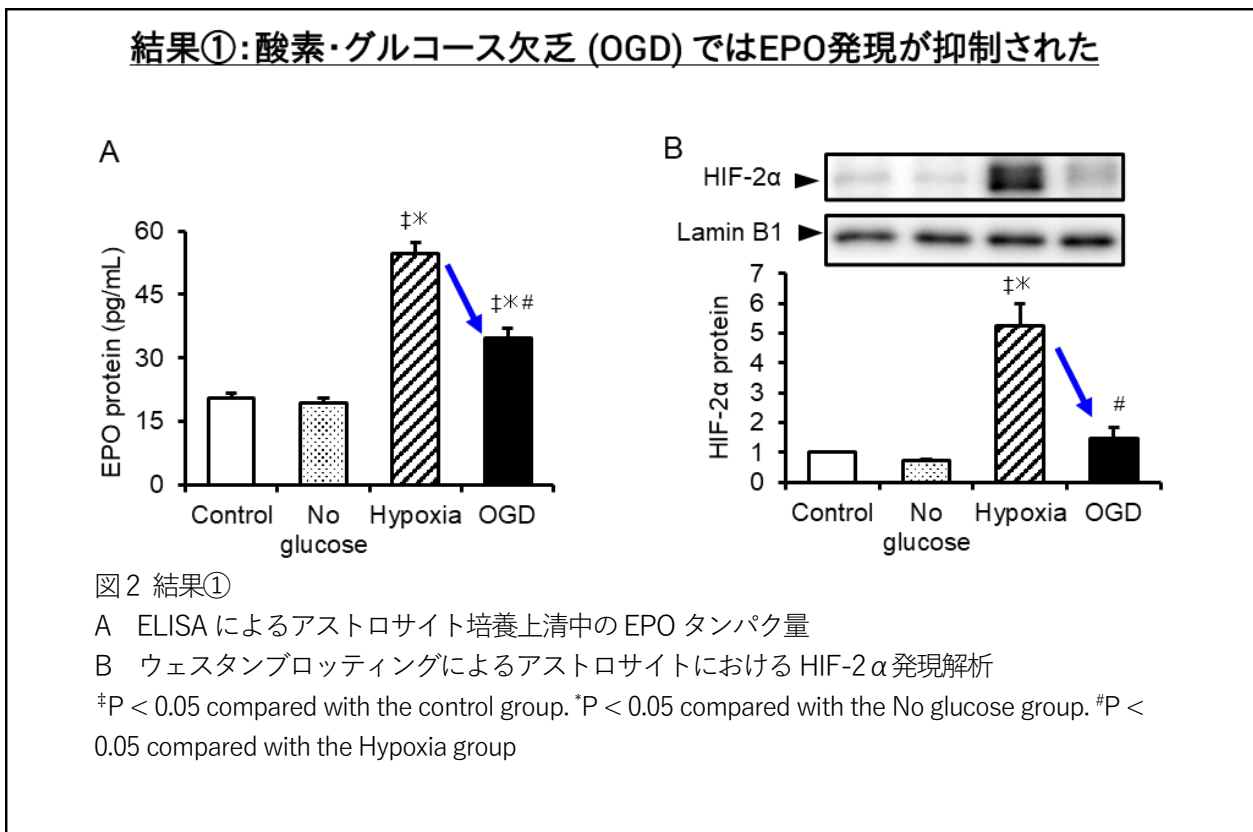 結果①:酸素・グルコース欠乏 (OGD) ではEPO発現が抑制された
A
EPO protein (pg/mL)
60
45
30
15
0
‡*
‡*#
Control
No glucose
Hypoxia
OGD
B
HIF-2α
Lamin B1
HIF-2α protein
7
6
5
4
3
2
1
0
‡*
#
Control
No glucose
Hypoxia
OGD
図2 結果①
A ELISA によるアストロサイト培養上清中の EPO タンパク量
B ウェスタンブロッティングによるアストロサイトにおける HIF-2α発現解析
‡P < 0.05 compared with the control group. *P < 0.05 compared with the No glucose group. #P <
0.05 compared with the Hypoxia group